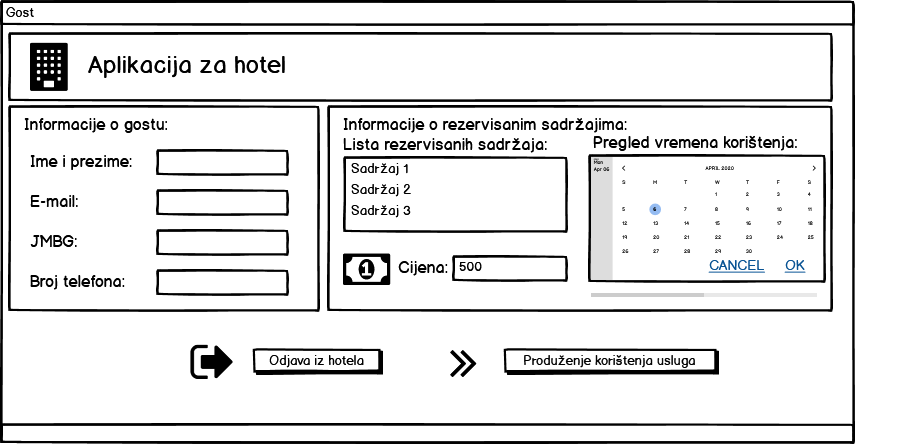 Gost
Aplikacija za hotel
Informacije o gostu:
Ime i prezime:
E-mail:
JMBG:
Broj telefona:
Informacije o rezervisanim sadržajima:
Lista rezervisanih sadržaja:
Sadržaj 1
Sadržaj 2
Sadržaj 3
1
Cijena: 500
Pregled vremena korištenja:
Mon
Apr 06
< APRIL 2020 >
S M T W T F S
1 2 3 4
5 6 7 8 9 10 11
12 13 14 15 16 17 18
19 20 21 22 23 24 25
26 27 28 29 30
CANCEL OK
Odjava iz hotela
Produženje korištenja usluga